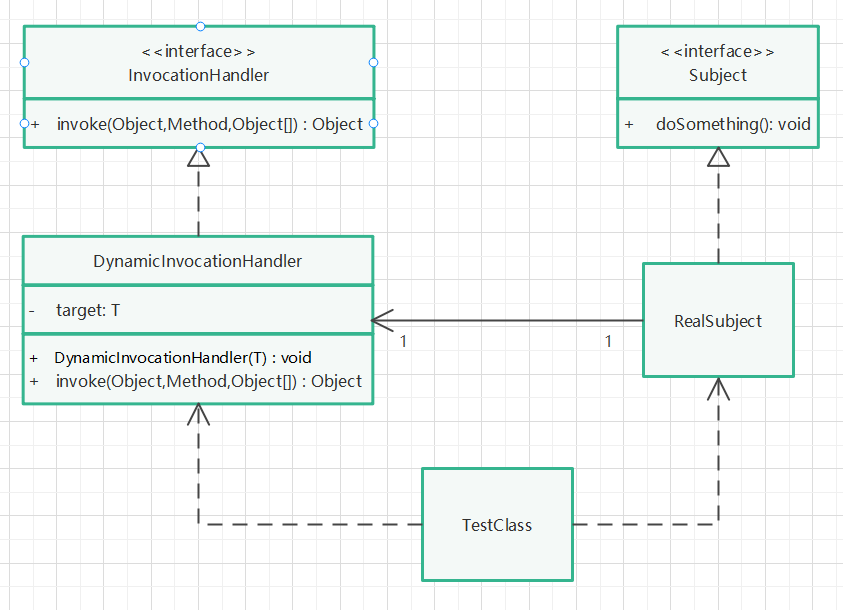 <<interface>>
InvocationHandler
+ invoke(Object,Method,Object[]) : Object
<<interface>>
Subject
+ doSomething(): void
DynamicInvocationHandler
- target: T
+ DynamicInvocationHandler(T) : void
+ invoke(Object,Method,Object[]) : Object
1
1
RealSubject
TestClass